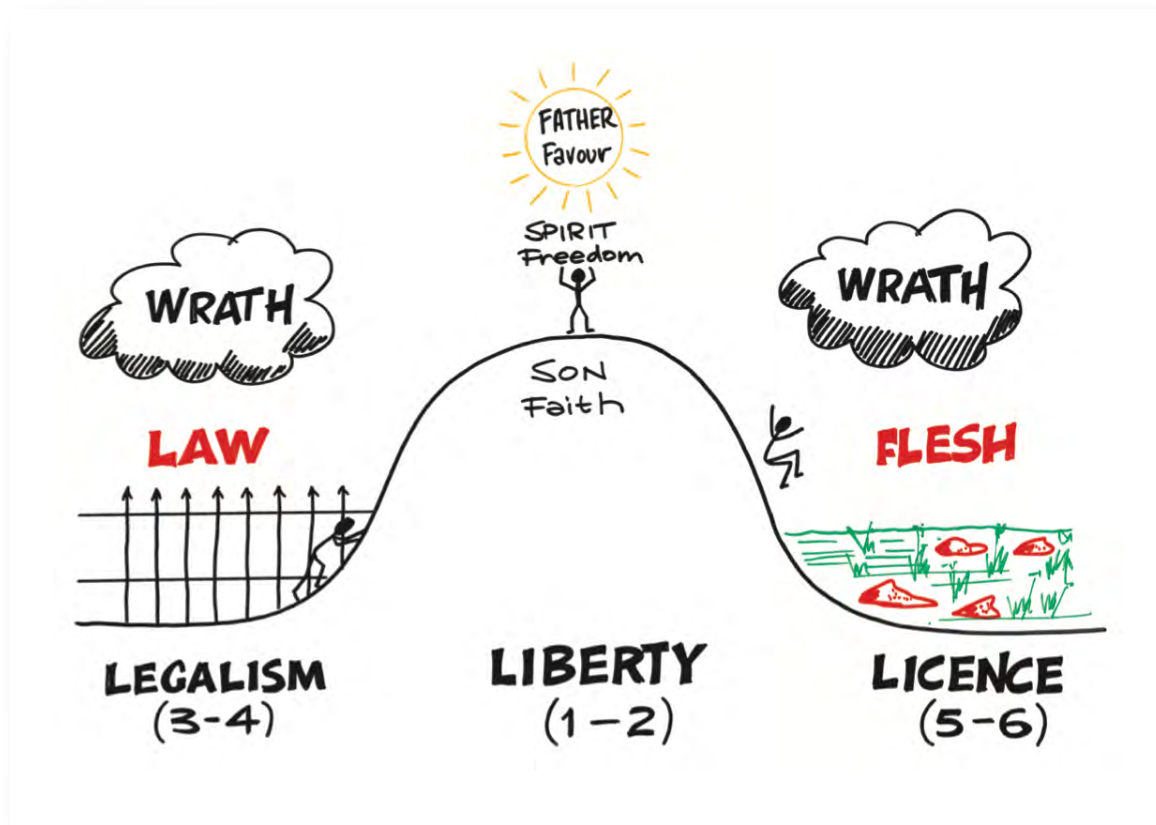 FATHER
Favour
SPIRIT
Freedom
WRATH
WRATH
SON
Faith
LAW
FLESH
LEGALISM
(3-4)
LIBERTY
(1-2)
LICENCE
(5-6)